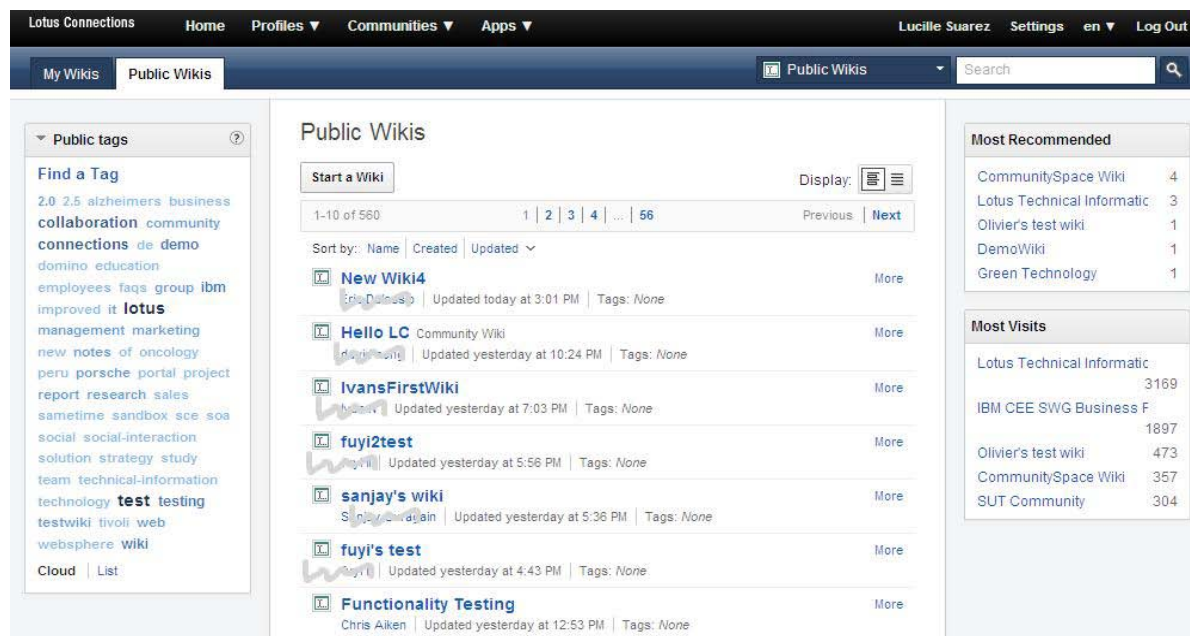 Lotus Connections Home Profiles ▼ Communities ▼ Apps ▼ Lucille Suarez Settings en ▼ Log Out
My Wikis Public Wikis Public Wikis Search
Public tags ?
Find a Tag
2.0 2.5 alzheimers business
collaboration community
connections de demo
domino education
employees faqs group ibm
improved it lotus
management marketing
new notes of oncology
peru porsche portal project
report research sales
sametime sandbox sce soa
social social-interaction
solution strategy study
team technical-information
technology test testing
testwiki tivoli web
websphere wiki
Cloud | List
Public Wikis
Start a Wiki Display:
1-10 of 560 1 | 2 | 3 | 4 | ... | 56 Previous | Next
Sort by: Name | Created | Updated
New Wiki4 More
Updated today at 3:01 PM | Tags: None
Hello LC Community Wiki More
Updated yesterday at 10:24 PM | Tags: None
IvansFirstWiki More
Updated yesterday at 7:03 PM | Tags: None
fuyi2test More
Updated yesterday at 5:56 PM | Tags: None
sanjay's wiki More
Updated yesterday at 5:36 PM | Tags: None
fuyi's test More
Updated yesterday at 4:43 PM | Tags: None
Functionality Testing More
Chris Aiken | Updated yesterday at 12:53 PM | Tags: None
Most Recommended
CommunitySpace Wiki 4
Lotus Technical Informatic 3
Olivier's test wiki 1
DemoWiki 1
Green Technology 1
Most Visits
Lotus Technical Informatic
3169
IBM CEE SWG Business F
1897
Olivier's test wiki 473
CommunitySpace Wiki 357
SUT Community 304